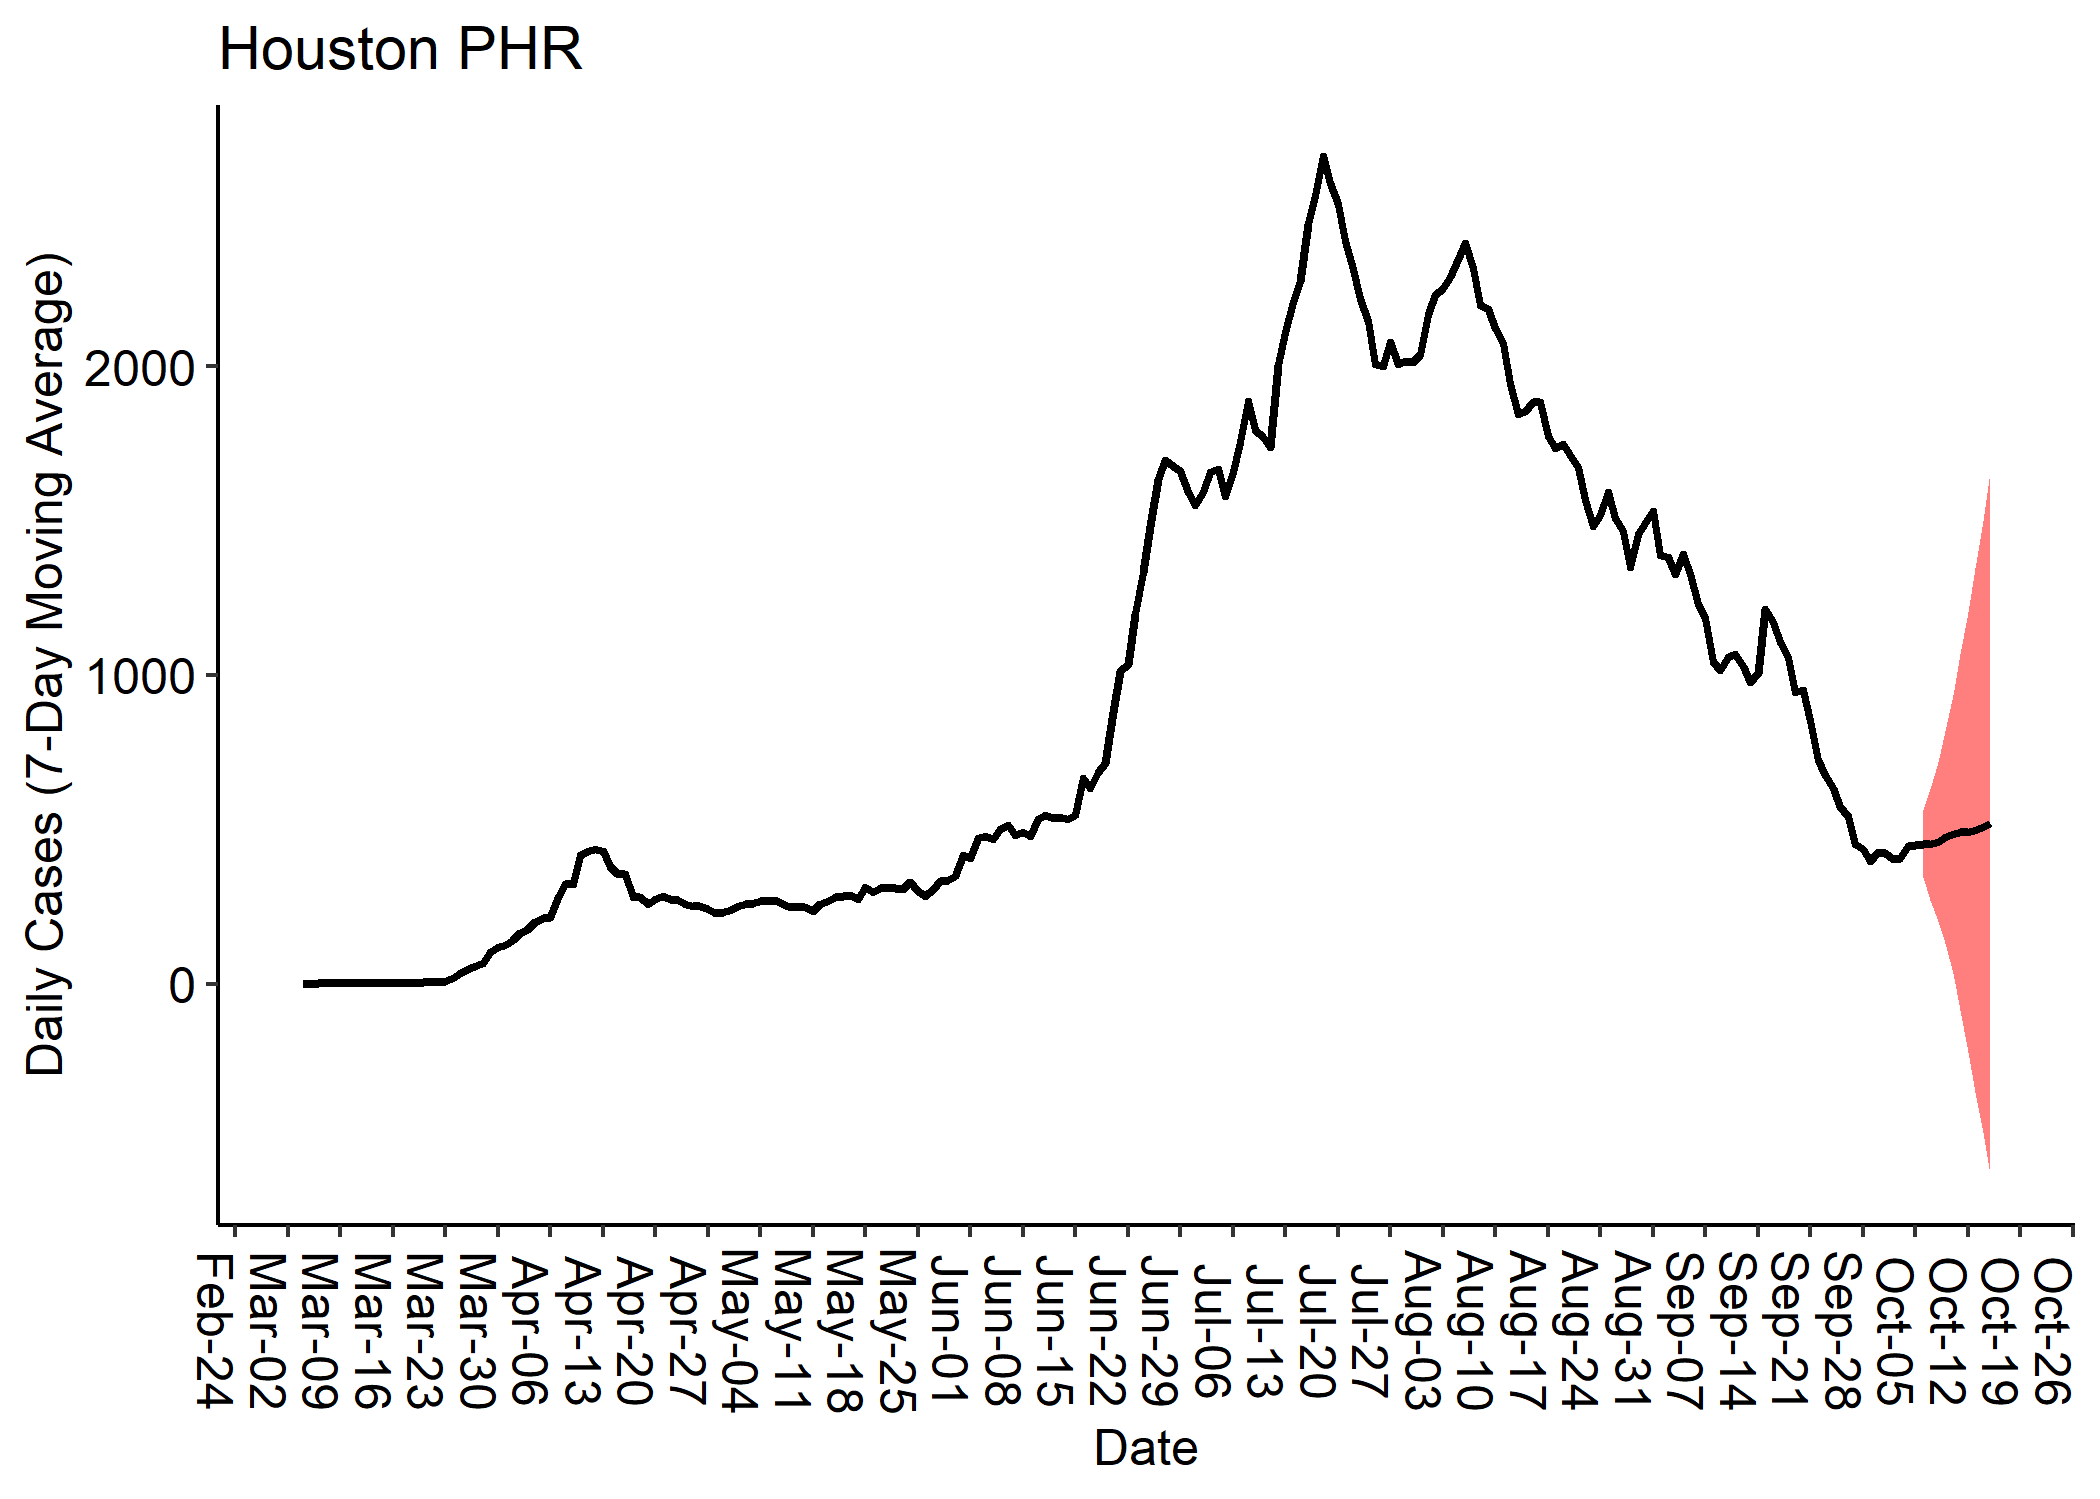 Houston PHR
Daily Cases (7-Day Moving Average)
2000
1000
0
Feb-24
Mar-02
Mar-09
Mar-16
Mar-23
Mar-30
Apr-06
Apr-13
Apr-20
Apr-27
May-04
May-11
May-18
May-25
Jun-01
Jun-08
Jun-15
Jun-22
Jun-29
Jul-06
Jul-13
Jul-20
Jul-27
Aug-03
Aug-10
Aug-17
Aug-24
Aug-31
Sep-07
Sep-14
Sep-21
Sep-28
Oct-05
Oct-12
Oct-19
Oct-26
Date